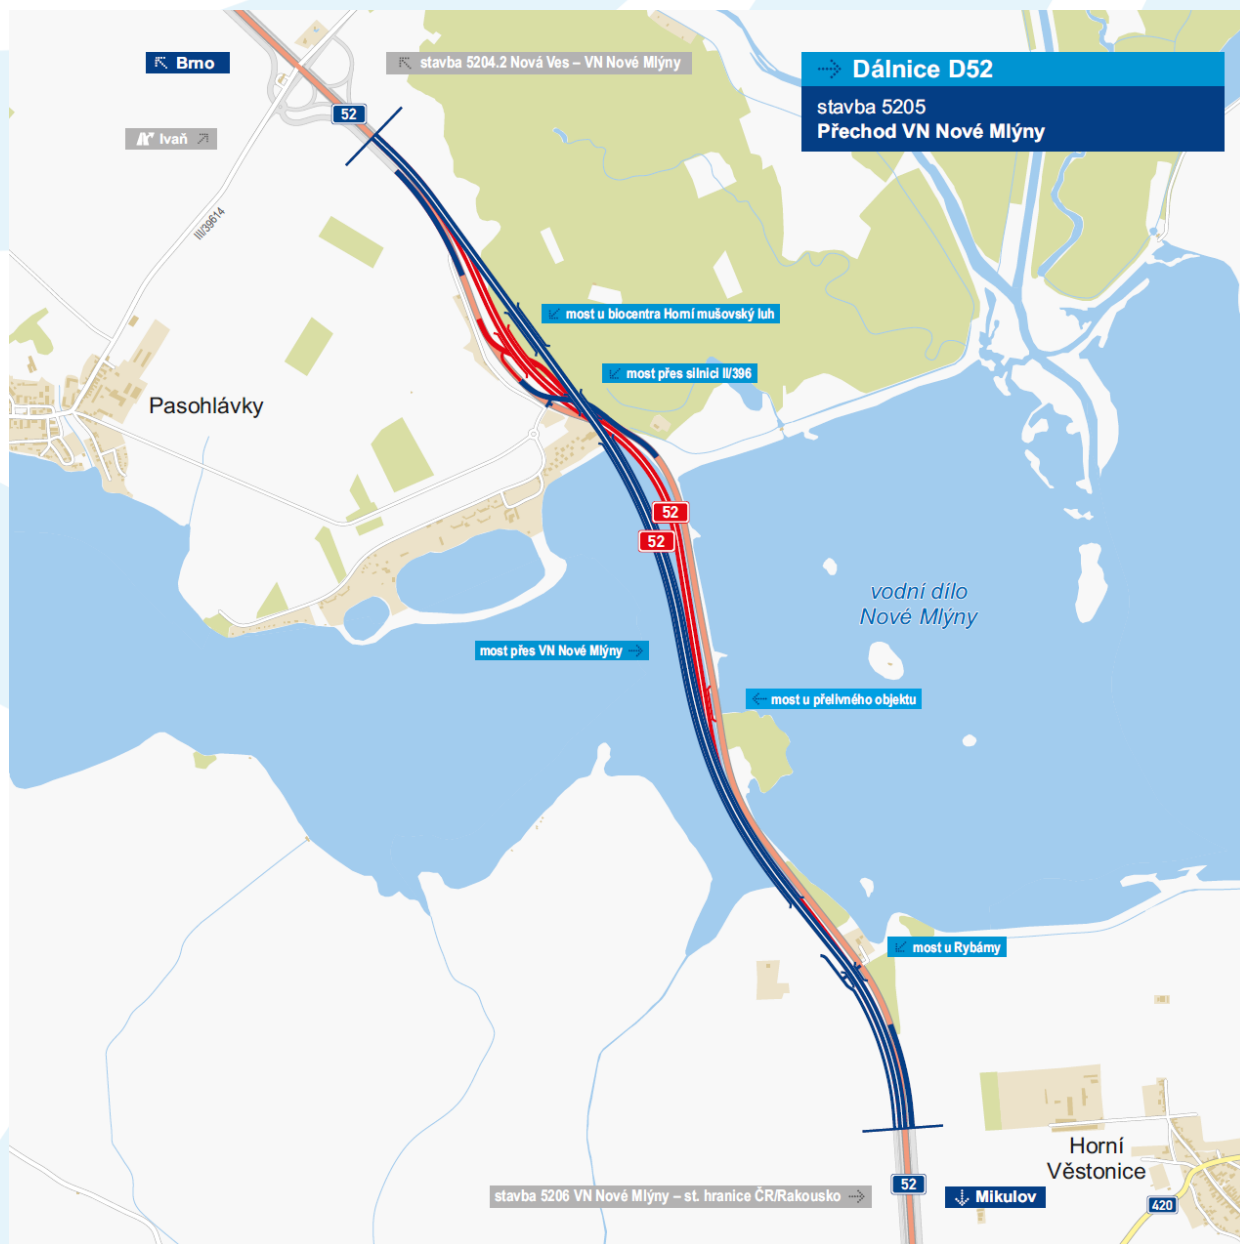 Brno
stavba 5204.2 Nová Ves – VN Nové Mlýny
Dálnice D52
stavba 5205
Přechod VN Nové Mlýny
52
Ivaň
III/39614
most u biocentra Horní mušovský luh
most přes silnici II/396
Pasohlávky
52
52
vodní dílo
Nové Mlýny
most přes VN Nové Mlýny
most u přelivného objektu
most u Rybárny
Horní
Věstonice
52
stavba 5206 VN Nové Mlýny – st. hranice ČR/Rakousko
Mikulov
420